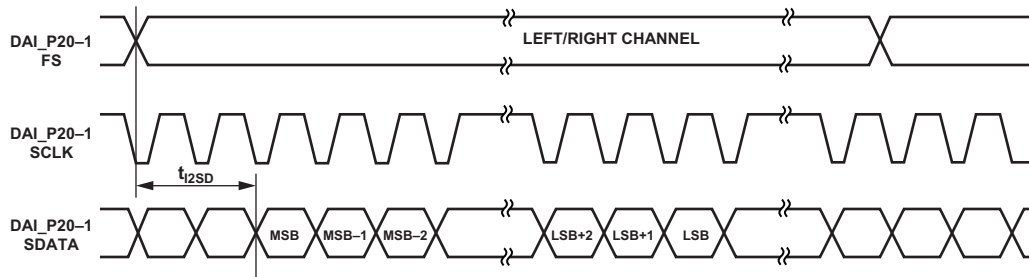 DAI_P20–1
FS
LEFT/RIGHT CHANNEL
DAI_P20–1
SCLK
tI2SD
DAI_P20–1
SDATA
MSB
MSB–1
MSB–2
LSB+2
LSB+1
LSB